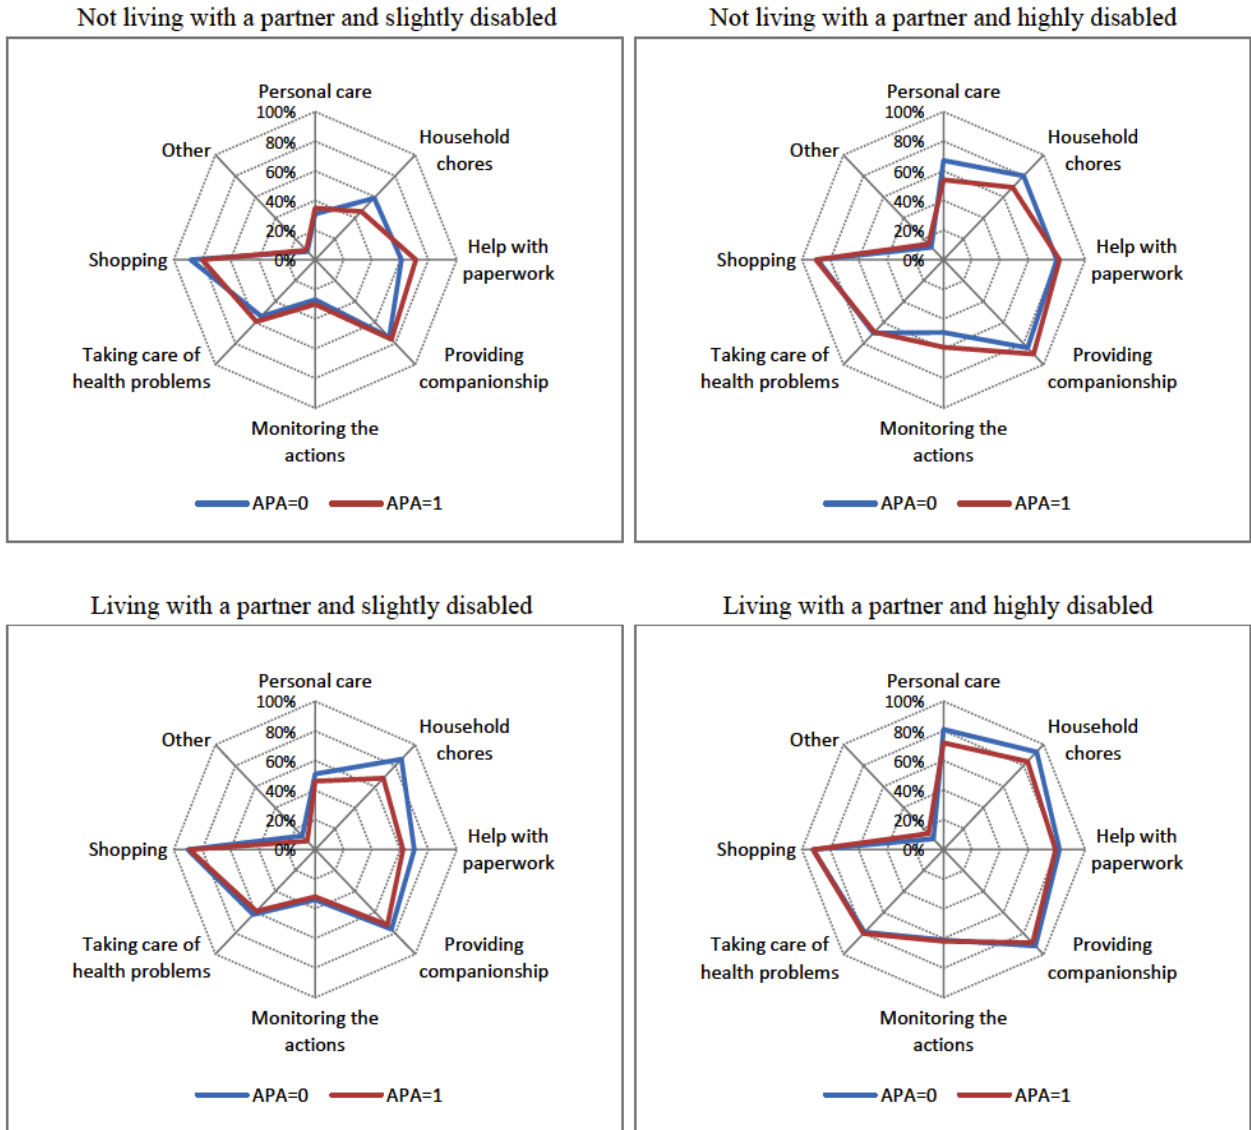 Not living with a partner and slightly disabled
Personal care
100%
80%
60%
40%
20%
0%
Household
chores
Help with
paperwork
Providing
companionship
Monitoring the
actions
Taking care of
health problems
Shopping
Other
APA=0
APA=1
Not living with a partner and highly disabled
Personal care
100%
80%
60%
40%
20%
0%
Household
chores
Help with
paperwork
Providing
companionship
Monitoring the
actions
Taking care of
health problems
Shopping
Other
APA=0
APA=1
Living with a partner and slightly disabled
Personal care
100%
80%
60%
40%
20%
0%
Household
chores
Help with
paperwork
Providing
companionship
Monitoring the
actions
Taking care of
health problems
Shopping
Other
APA=0
APA=1
Living with a partner and highly disabled
Personal care
100%
80%
60%
40%
20%
0%
Household
chores
Help with
paperwork
Providing
companionship
Monitoring the
actions
Taking care of
health problems
Shopping
Other
APA=0
APA=1